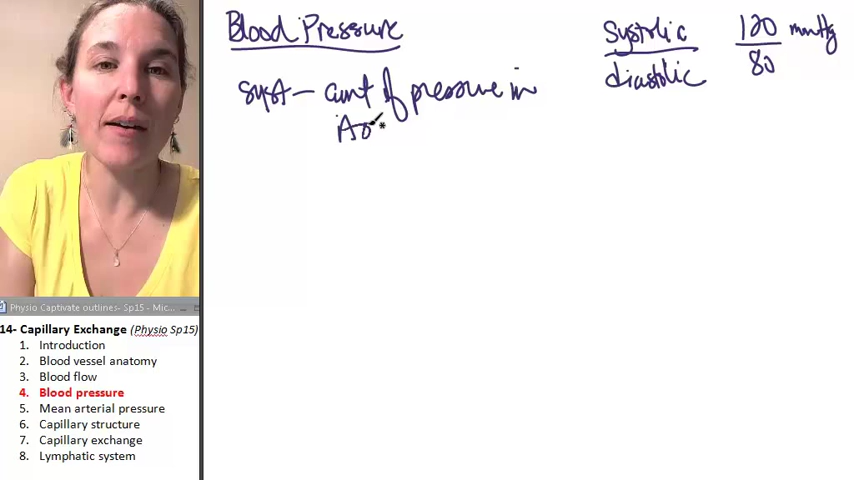 Blood Pressure
Systolic 120 mmHg
diastolic 80
Syst – amt of pressure in
Ao
Physio Captivate outlines- Sp15 - Mic...
14- Capillary Exchange (Physio Sp15)
1. Introduction
2. Blood vessel anatomy
3. Blood flow
4. Blood pressure
5. Mean arterial pressure
6. Capillary structure
7. Capillary exchange
8. Lymphatic system